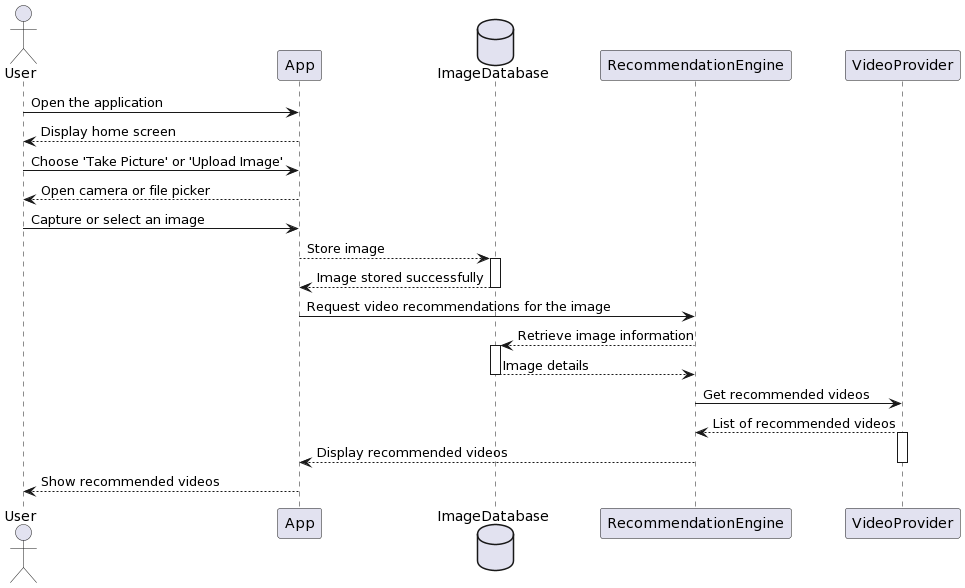 User
App
ImageDatabase
RecommendationEngine
VideoProvider
Open the application
Display home screen
Choose 'Take Picture' or 'Upload Image'
Open camera or file picker
Capture or select an image
Store image
Image stored successfully
Request video recommendations for the image
Retrieve image information
Image details
Get recommended videos
List of recommended videos
Display recommended videos
Show recommended videos
User
App
ImageDatabase
RecommendationEngine
VideoProvider